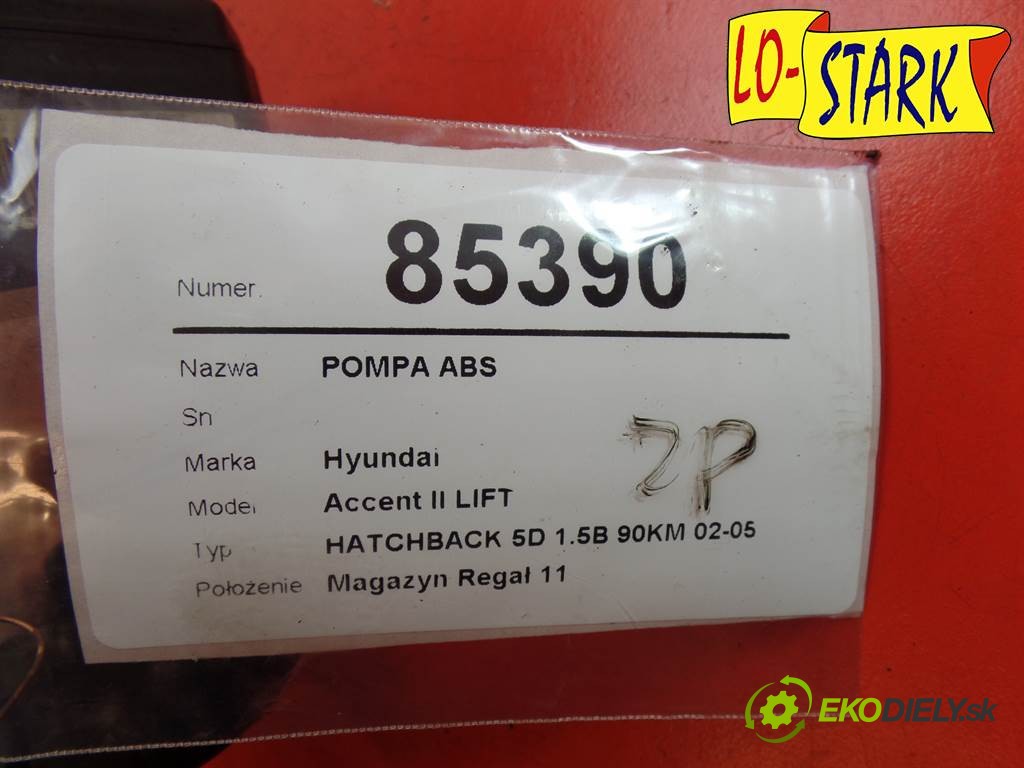 LO-STARK
Numer. 85390
Nazwa POMPA ABS
Sn
Marka Hyundai
Model Accent II LIFT
Typ HATCHBACK 5D 1.5B 90KM 02-05
Położenie Magazyn Regał 11
ZP
EKODIELY.sk